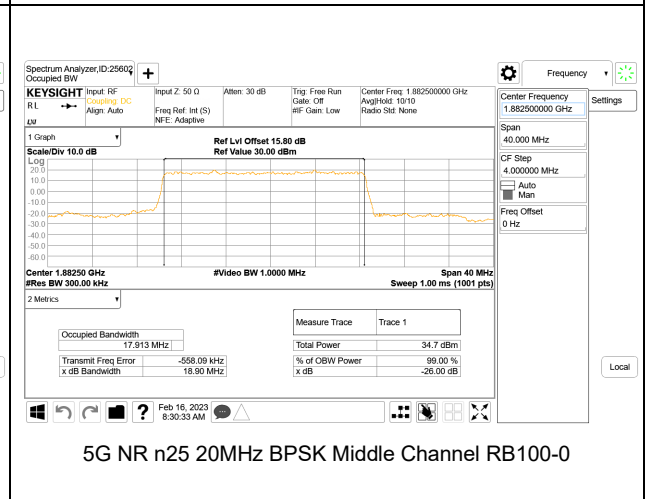 Spectrum Analyzer,ID:25602
Occupied BW
Frequency
KEYSIGHT Input: RF Input Z: 50 Ω Atten: 30 dB Trig: Free Run Center Freq: 1.882500000 GHz
R L Coupling: DC Gate: Off Avg|Hold: 10/10
Align: Auto Freq Ref: Int (S) #IF Gain: Low Radio Std: None
NFE: Adaptive
Center Frequency
1.882500000 GHz
Settings
Span
40.000 MHz
CF Step
4.000000 MHz
Auto
Man
Freq Offset
0 Hz
1 Graph
Ref Lvl Offset 15.80 dB
Scale/Div 10.0 dB Ref Value 30.00 dBm
Log
20.0
10.0
0.00
-10.0
-20.0
-30.0
-40.0
-50.0
-60.0
Center 1.88250 GHz #Video BW 1.0000 MHz Span 40 MHz
#Res BW 300.00 kHz Sweep 1.00 ms (1001 pts)
2 Metrics
Measure Trace Trace 1
Occupied Bandwidth
17.913 MHz Total Power 34.7 dBm
Transmit Freq Error -558.09 kHz % of OBW Power 99.00 %
x dB Bandwidth 18.90 MHz x dB -26.00 dB
Local
? Feb 16, 2023
8:30:33 AM
5G NR n25 20MHz BPSK Middle Channel RB100-0